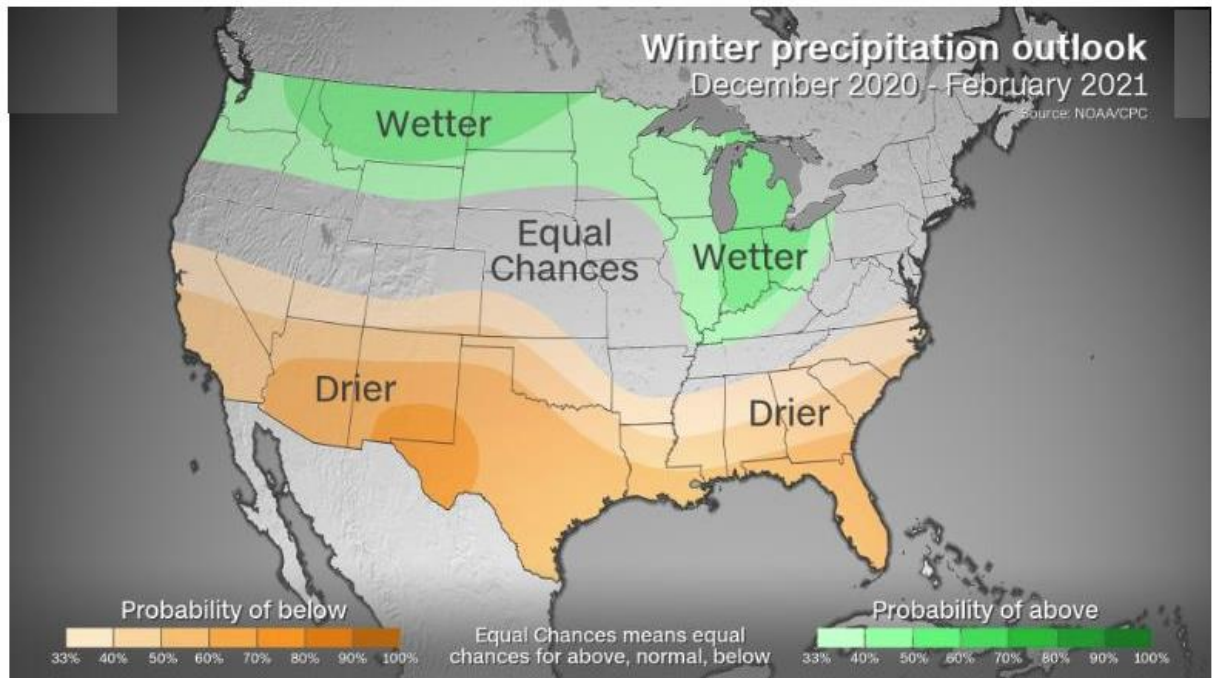 Winter precipitation outlook
December 2020 - February 2021
Source: NOAA/CPC
Wetter
Equal
Chances
Wetter
Drier
Drier
Probability of below
33% 40% 50% 60% 70% 80% 90% 100%
Equal Chances means equal
chances for above, normal, below
Probability of above
33% 40% 50% 60% 70% 80% 90% 100%